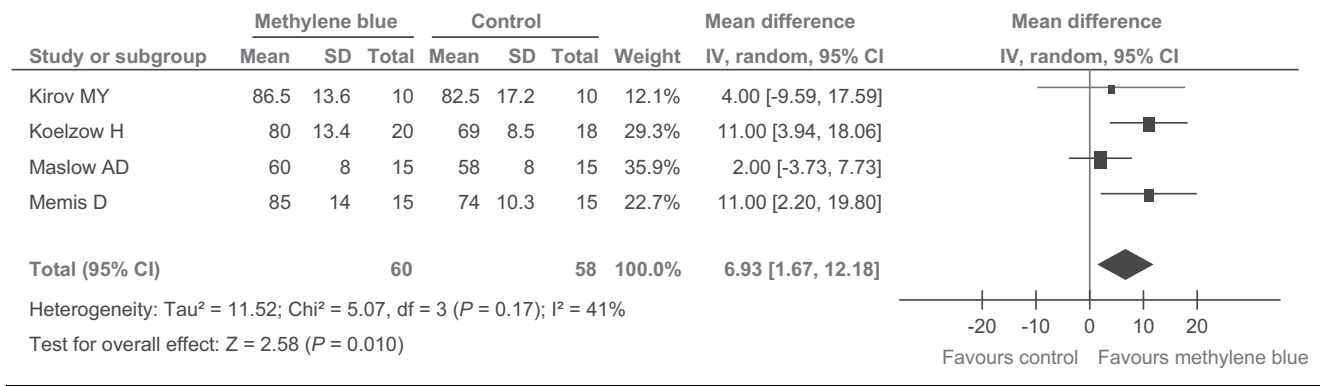 Methylene blue Control Mean difference Mean difference
Study or subgroup Mean SD Total Mean SD Total Weight IV, random, 95% CI IV, random, 95% CI
Kirov MY 86.5 13.6 10 82.5 17.2 10 12.1% 4.00 [-9.59, 17.59]
Koelzow H 80 13.4 20 69 8.5 18 29.3% 11.00 [3.94, 18.06]
Maslow AD 60 8 15 58 8 15 35.9% 2.00 [-3.73, 7.73]
Memis D 85 14 15 74 10.3 15 22.7% 11.00 [2.20, 19.80]
Total (95% CI) 60 58 100.0% 6.93 [1.67, 12.18]
Heterogeneity: Tau² = 11.52; Chi² = 5.07, df = 3 (P = 0.17); I² = 41%
Test for overall effect: Z = 2.58 (P = 0.010)
-20 -10 0 10 20
Favours control Favours methylene blue